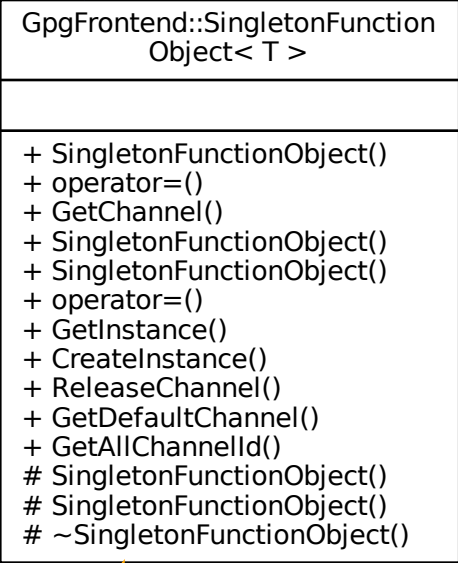 GpgFrontend::SingletonFunction
Object< T >
+ SingletonFunctionObject()
+ operator=()
+ GetChannel()
+ SingletonFunctionObject()
+ SingletonFunctionObject()
+ operator=()
+ GetInstance()
+ CreateInstance()
+ ReleaseChannel()
+ GetDefaultChannel()
+ GetAllChannelId()
# SingletonFunctionObject()
# SingletonFunctionObject()
# ~SingletonFunctionObject()